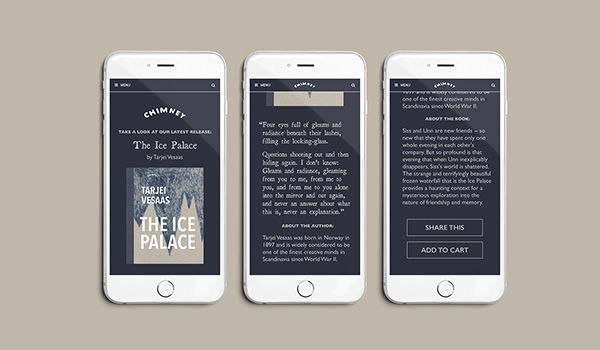 MENU
CHIMNEY
TAKE A LOOK AT OUR LATEST RELEASE:
The Ice Palace
by Tarjei Vesaas
TARJEI
VESAAS
THE ICE
PALACE
MENU
CHIMNEY
“Four eyes full of gleams and
radiance beneath their lashes,
filling the looking-glass.
Questions shooting out and then
hiding again. I don't know:
Gleams and radiance, gleaming
from you to me, from me to
you, and from me to you alone
into the mirror and out again,
and never an answer about what
this is, never an explanation.”
ABOUT THE AUTHOR:
Tarjei Vesaas was born in Norway in
1897 and is widely considered to be
one of the finest creative minds in
Scandinavia since World War II.
MENU
CHIMNEY
1897 and is widely considered to be
one of the finest creative minds in
Scandinavia since World War II.
ABOUT THE BOOK:
Siss and Unn are new friends – so
new that they have spent only one
whole evening in each other's
company. But so profound is that
evening that when Unn inexplicably
disappears, Siss's world is shattered.
The strange and terrifyingly beautiful
frozen waterfall that is the Ice Palace
provides a haunting context for a
mysterious exploration into the
nature of friendship and memory.
SHARE THIS
ADD TO CART